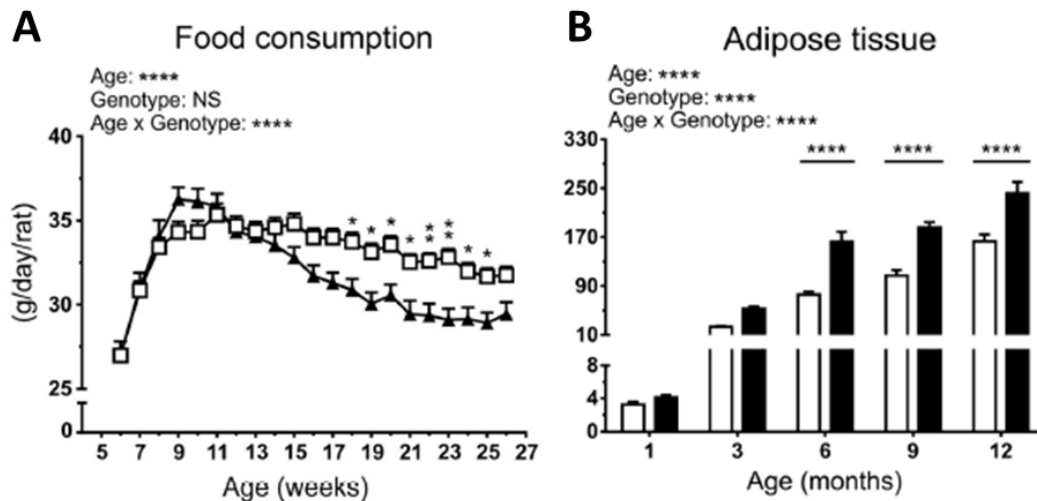 A
Food consumption
Age: ****
Genotype: NS
Age x Genotype: ****
(g/day/rat)
40
35
30
25
0
* * * * ** ** * *
5 7 9 11 13 15 17 19 21 23 25 27
Age (weeks)
B
Adipose tissue
Age: ****
Genotype: ****
Age x Genotype: ****
330
250
170
90
10
8
4
0
**** **** ****
1 3 6 9 12
Age (months)